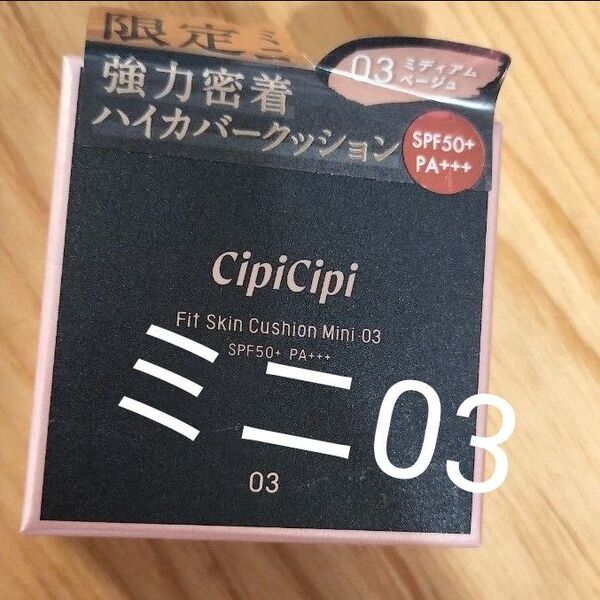 限定ミニ
03 ミディアム
ベージュ
強力密着
ハイカバークッション
SPF50+
PA+++
CipiCipi
Fit Skin Cushion Mini 03
SPF50+ PA+++
ミニ03
03